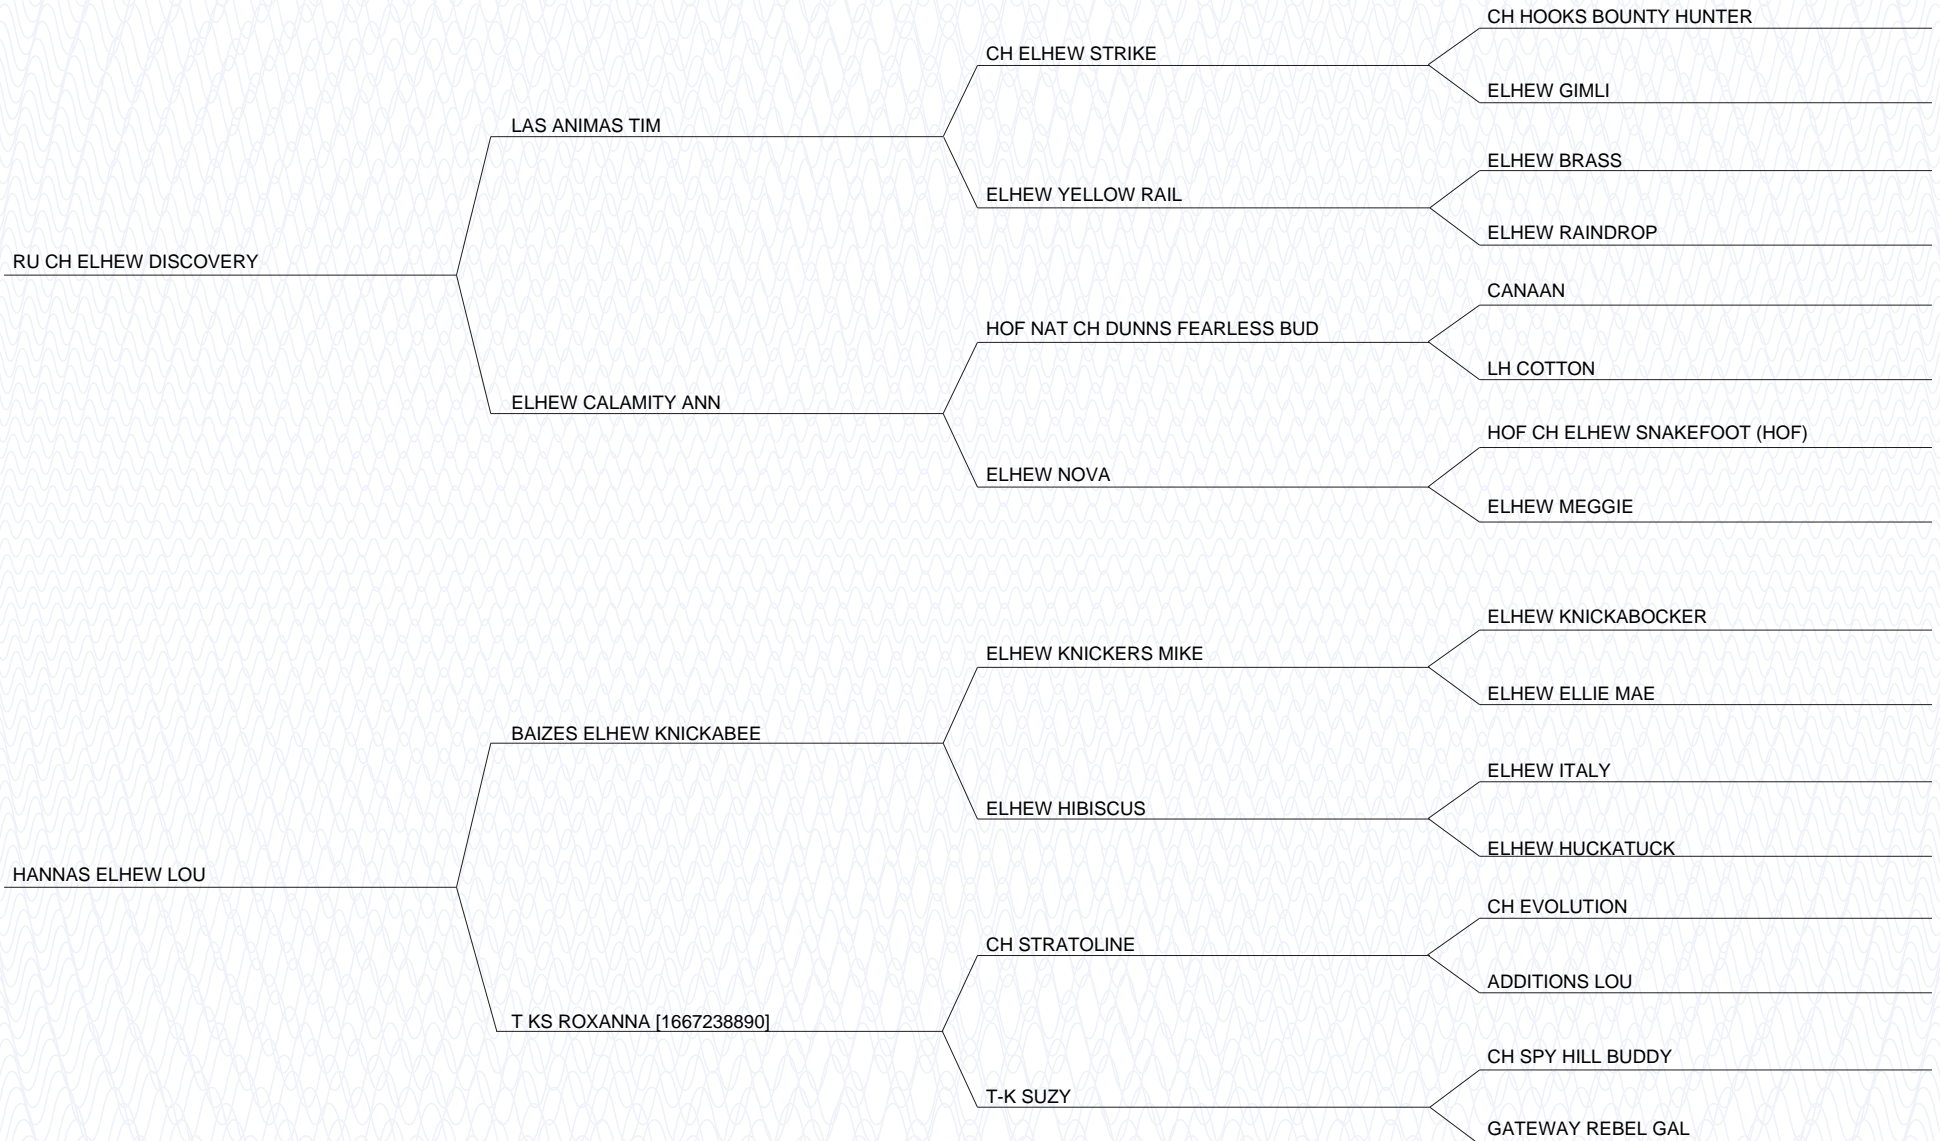 CH HOOKS BOUNTY HUNTER
CH ELHEW STRIKE
ELHEW GIMLI
LAS ANIMAS TIM
ELHEW BRASS
ELHEW YELLOW RAIL
ELHEW RAINDROP
RU CH ELHEW DISCOVERY
CANAAN
HOF NAT CH DUNNS FEARLESS BUD
LH COTTON
ELHEW CALAMITY ANN
HOF CH ELHEW SNAKEFOOT (HOF)
ELHEW NOVA
ELHEW MEGGIE
ELHEW KNICKABOCKER
ELHEW KNICKERS MIKE
ELHEW ELLIE MAE
BAIZES ELHEW KNICKABEE
ELHEW ITALY
ELHEW HIBISCUS
ELHEW HUCKATUCK
HANNAS ELHEW LOU
CH EVOLUTION
CH STRATOLINE
ADDITIONS LOU
T KS ROXANNA [1667238890]
CH SPY HILL BUDDY
T-K SUZY
GATEWAY REBEL GAL